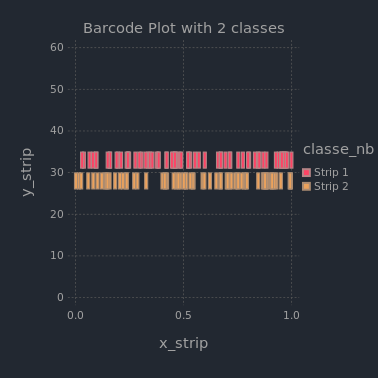 Barcode Plot with 2 classes
60
50
40
30
20
10
0
y_strip
0.0
0.5
1.0
x_strip
classe_nb
Strip 1
Strip 2